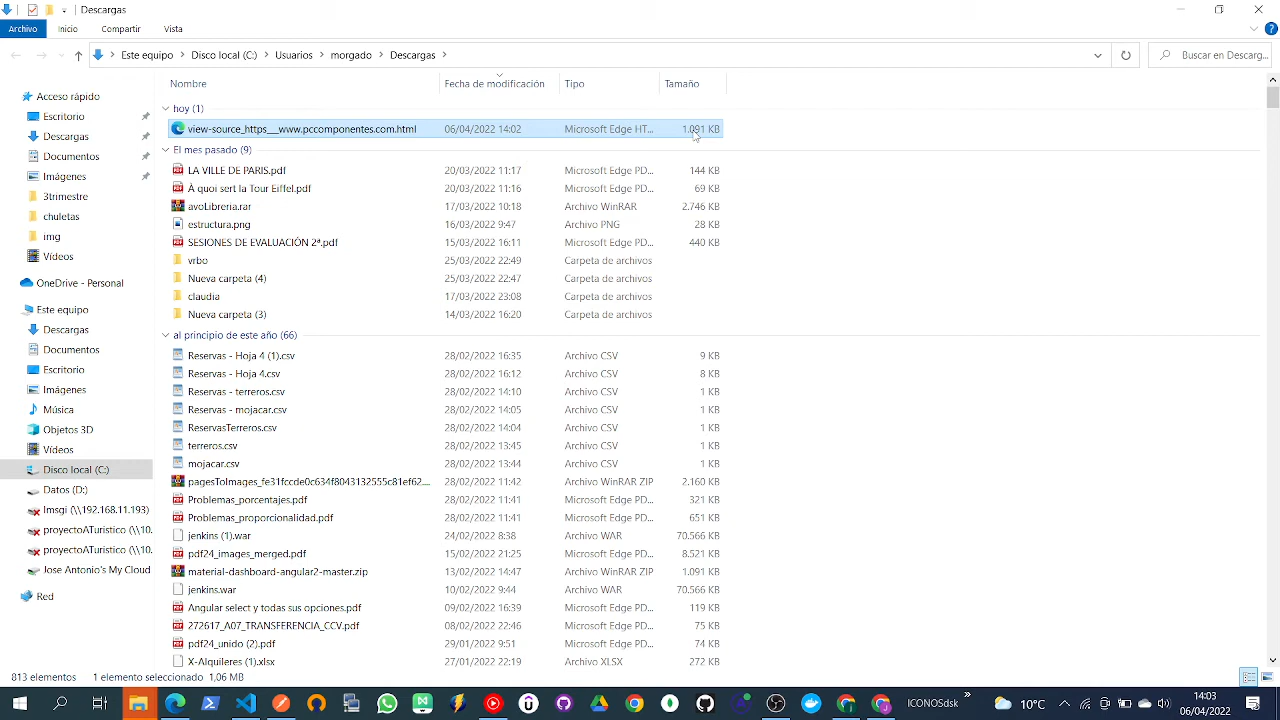 Descargas
Archivo Inicio Compartir Vista
Este equipo Disco local (C:) Usuarios morgado Descargas Buscar en Descarg...
Nombre Fecha de modificación Tipo Tamaño
Acceso rápido
Escritorio
Descargas
Documentos
Imágenes
3trimestre
chuletas
img
Vídeos
OneDrive - Personal
Este equipo
Descargas
Documentos
Escritorio
Imágenes
Música
Objetos 3D
Vídeos
Disco local (C:)
Datos (D:)
lmsgi (\\192.168.11.193)
proyectoATuristico (\\10.
proyectoATuristico (\\10.
Jose Antonio's My Cloud
Red
hoy (1)
view-source_https___www.pccomponentes.com.html 06/04/2022 14:02 Microsoft Edge HT... 1.091 KB
El mes pasado (9)
LA VILLE DE PARIS.pdf 20/03/2022 11:17 Microsoft Edge PD... 144 KB
À quoi sert la Tour Eiffel.pdf 20/03/2022 11:16 Microsoft Edge PD... 69 KB
avoLibreria.rar 17/03/2022 10:18 Archivo WinRAR 2.746 KB
estructura.png 16/03/2022 9:47 Archivo PNG 28 KB
SESIONES DE EVALUACIÓN 2ª.pdf 15/03/2022 16:11 Microsoft Edge PD... 440 KB
vrbo 25/03/2022 22:49 Carpeta de archivos
Nueva carpeta (4) 25/03/2022 22:47 Carpeta de archivos
claudia 17/03/2022 23:08 Carpeta de archivos
Nueva carpeta (3) 14/03/2022 16:20 Carpeta de archivos
al principio de este año (66)
Reservas - Hoja 4 (1).csv 28/02/2022 16:35 Archivo CSV 9 KB
Reservas - Hoja 4.csv 28/02/2022 16:12 Archivo CSV 8 KB
Reservas - terreros.csv 28/02/2022 14:10 Archivo CSV 1 KB
Reservas - mojacar.csv 28/02/2022 14:05 Archivo CSV 1 KB
ReservasTerreros.csv 28/02/2022 14:04 Archivo CSV 1 KB
terreros.csv 28/02/2022 13:45 Archivo CSV 1 KB
mojacar.csv 28/02/2022 13:44 Archivo CSV 1 KB
28/02/2022 11:42 Archivo WinRAR ZIP 2.160 KB
Problemas_porcentajes.pdf 28/02/2022 11:41 Microsoft Edge PD... 321 KB
Problemas_proporcionalidad.pdf 28/02/2022 11:41 Microsoft Edge PD... 651 KB
jenkins (1).war 24/02/2022 8:38 Archivo WAR 70.566 KB
pdf24_images_merged.pdf 15/02/2022 21:25 Microsoft Edge PD... 8.521 KB
material-dashboard-angular2-master.zip 13/02/2022 14:47 Archivo WinRAR ZIP 1.091 KB
jenkins.war 10/02/2022 9:44 Archivo WAR 70.566 KB
Angular select y todas sus opciones.pdf 09/02/2022 16:39 Microsoft Edge PD... 119 KB
272617_A07_TRANSFERENCIA_CCV.pdf 08/02/2022 22:46 Microsoft Edge PD... 75 KB
pdf24_unido (2).pdf 29/01/2022 9:51 Microsoft Edge PD... 74 KB
X-Alquileres (1).xlsx 27/01/2022 22:19 Archivo XLSX 272 KB
813 elementos 1 elemento seleccionado 1,06 MB
ICONOSdsk 10°C 14:03
06/04/2022